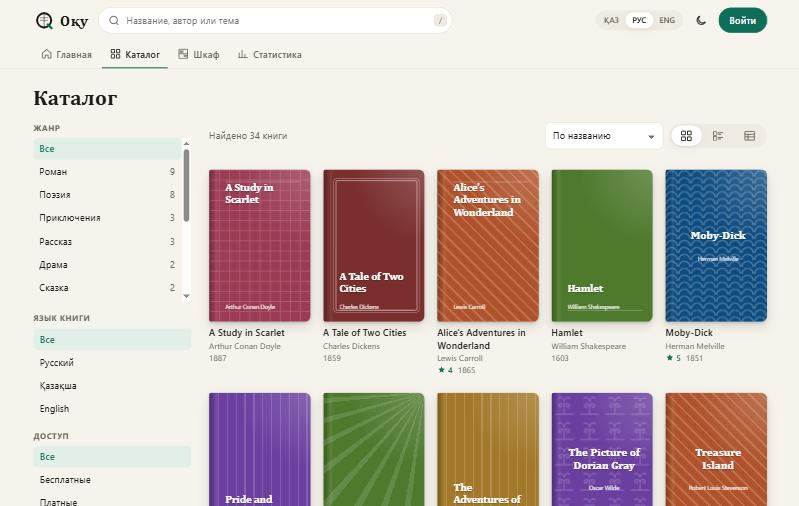 Оқу
Название, автор или тема
/
ҚАЗ
РУС
ENG
Войти
Главная
Каталог
Шкаф
Статистика
Каталог
ЖАНР
Все
Роман 9
Поэзия 8
Приключения 3
Рассказ 3
Драма 2
Сказка 2
ЯЗЫК КНИГИ
Все
Русский
Қазақша
English
ДОСТУП
Все
Бесплатные
Платные
Найдено 34 книги
По названию
A Study in
Scarlet
Arthur Conan Doyle
A Study in Scarlet
Arthur Conan Doyle
1887
A Tale of Two
Cities
Charles Dickens
A Tale of Two Cities
Charles Dickens
1859
Alice's
Adventures in
Wonderland
Lewis Carroll
Alice's Adventures in
Wonderland
Lewis Carroll
★ 4 1865
Hamlet
William Shakespeare
Hamlet
William Shakespeare
1603
Moby-Dick
Herman Melville
Moby-Dick
Herman Melville
★ 5 1851
Pride and
The
Adventures of
The Picture of
Dorian Gray
Oscar Wilde
Treasure
Island
Robert Louis Stevenson